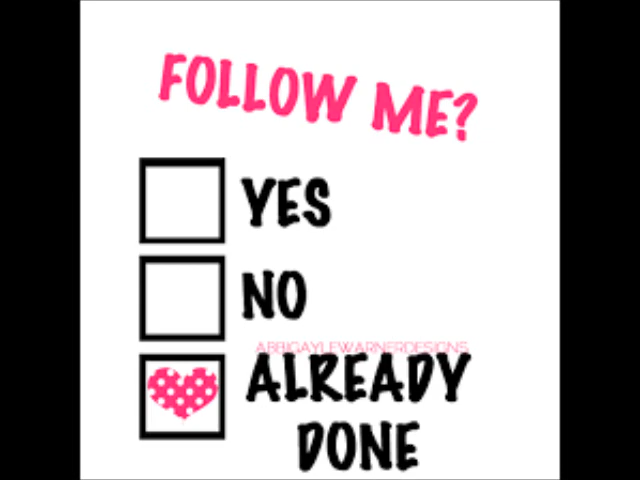 FOLLOW ME?
YES
NO
ABBIGAYLEWARNERDESIGNS
ALREADY
DONE